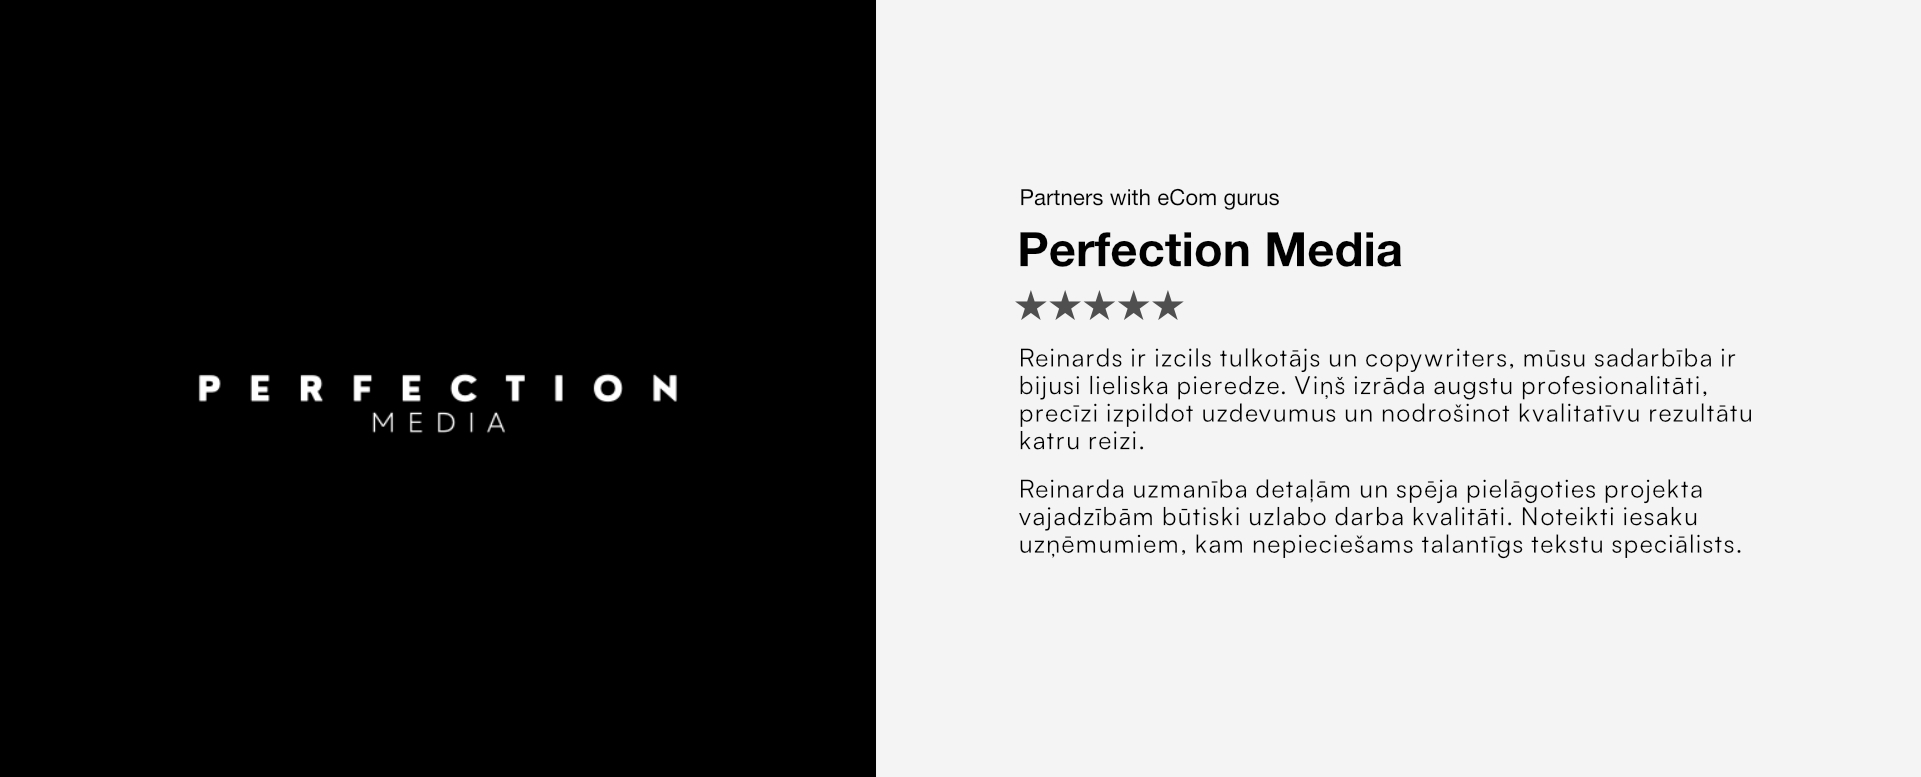 PERFECTION
MEDIA
Partners with eCom gurus
Perfection Media
★★★★★
Reinards ir izcils tulkotājs un copywriters, mūsu sadarbība ir
bijusi lieliska pieredze. Viņš izrāda augstu profesionalitāti,
precīzi izpildot uzdevumus un nodrošinot kvalitatīvu rezultātu
katru reizi.
Reinarda uzmanība detaļām un spēja pielāgoties projekta
vajadzībām būtiski uzlabo darba kvalitāti. Noteikti iesaku
uzņēmumiem, kam nepieciešams talantīgs tekstu speciālists.